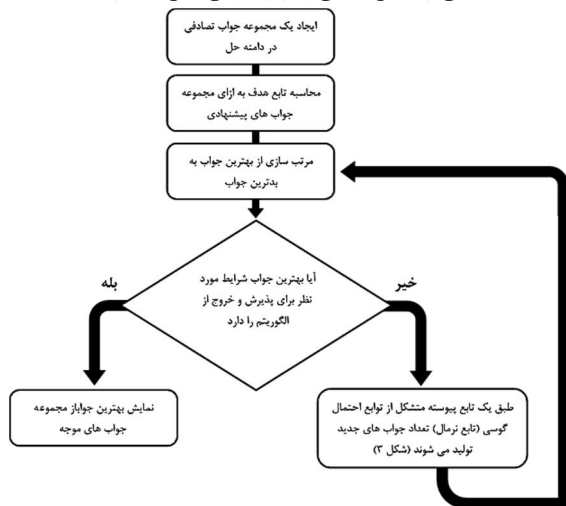 ایجاد یک مجموعه جواب تصادفی
در دامنه حل
محاسبه تابع هدف به ازای مجموعه
جواب های پیشنهادی
مرتب سازی از بهترین جواب به
بدترین جواب
آیا بهترین جواب شرایط مورد
نظر برای پذیرش و خروج از
الگوریتم را دارد
خیر
بله
طبق یک تابع پیوسته متشکل از توابع احتمال
گوسی (تابع نرمال) تعداد جواب های جدید
تولید می شوند (شکل ۳)
نمایش بهترین جواباز مجموعه
جواب های موجه